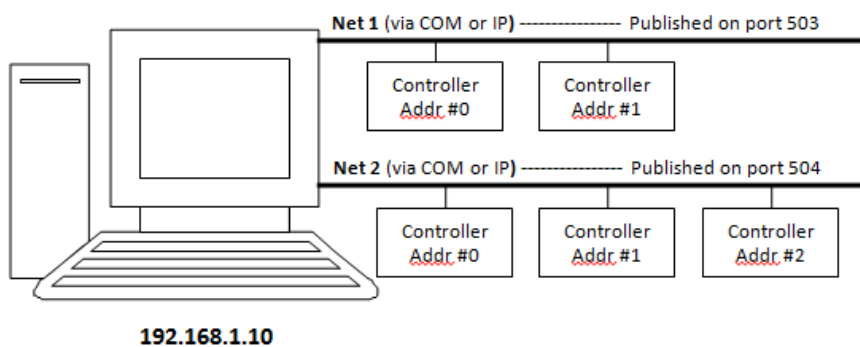 Net 1 (via COM or IP) ---------------- Published on port 503
Controller
Addr #0
Controller
Addr #1
Net 2 (via COM or IP) ---------------- Published on port 504
Controller
Addr #0
Controller
Addr #1
Controller
Addr #2
192.168.1.10